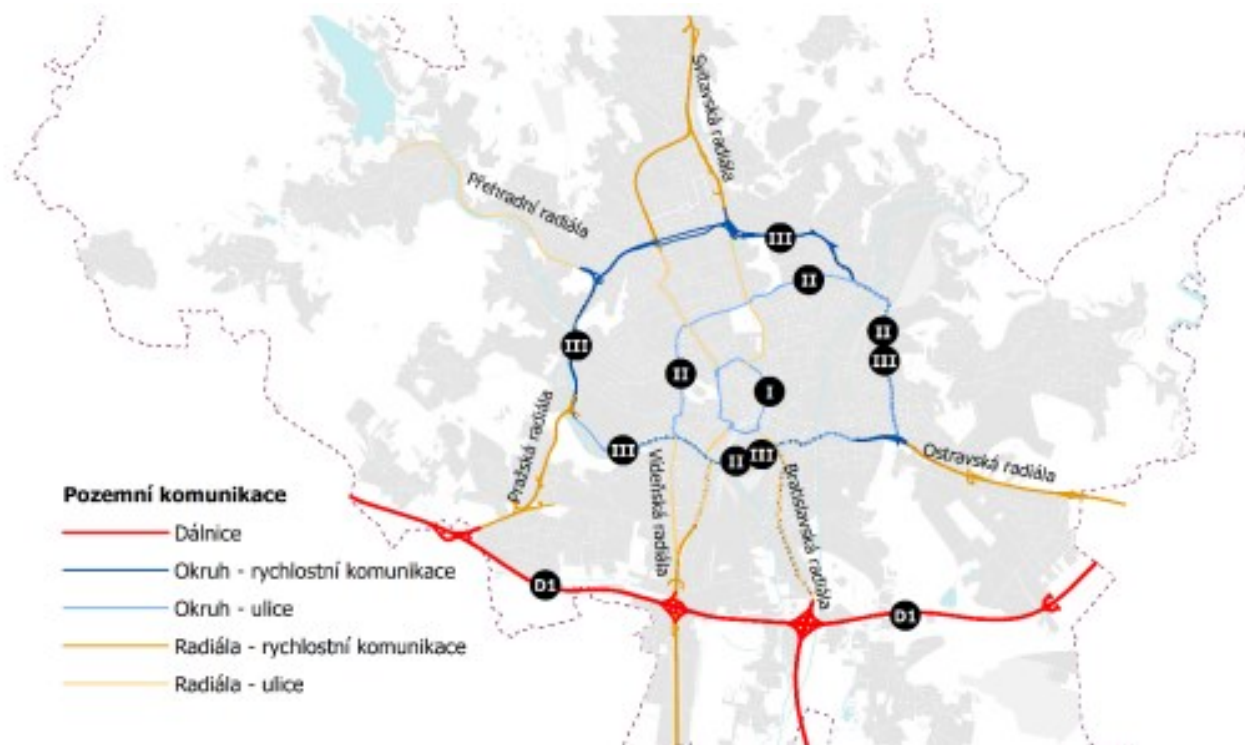 Svitavská radiála
Přehradní radiála
III
II
III
II
III
II
I
III
II
III
Pražská radiála
Vídeňská radiála
Bratislavská radiála
Ostravská radiála
D1
D1
Pozemní komunikace
Dálnice
Okruh - rychlostní komunikace
Okruh - ulice
Radiála - rychlostní komunikace
Radiála - ulice